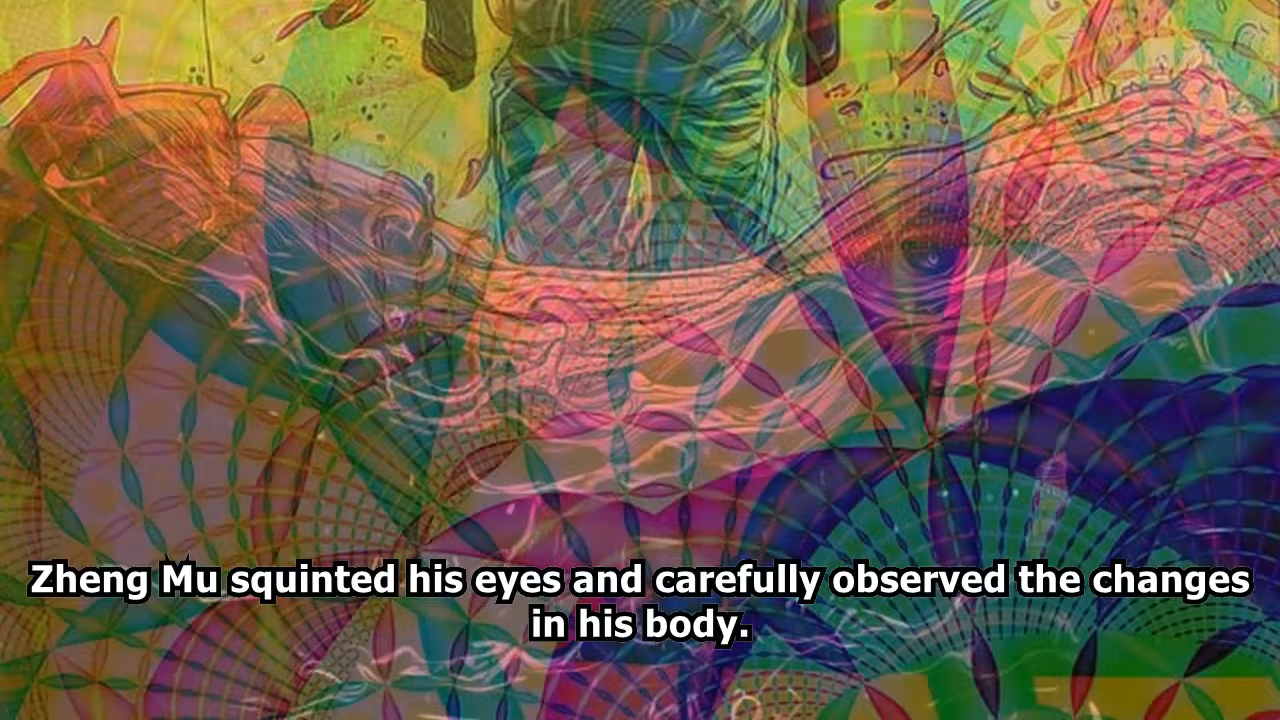 Zheng Mu squinted his eyes and carefully observed the changes
in his body.